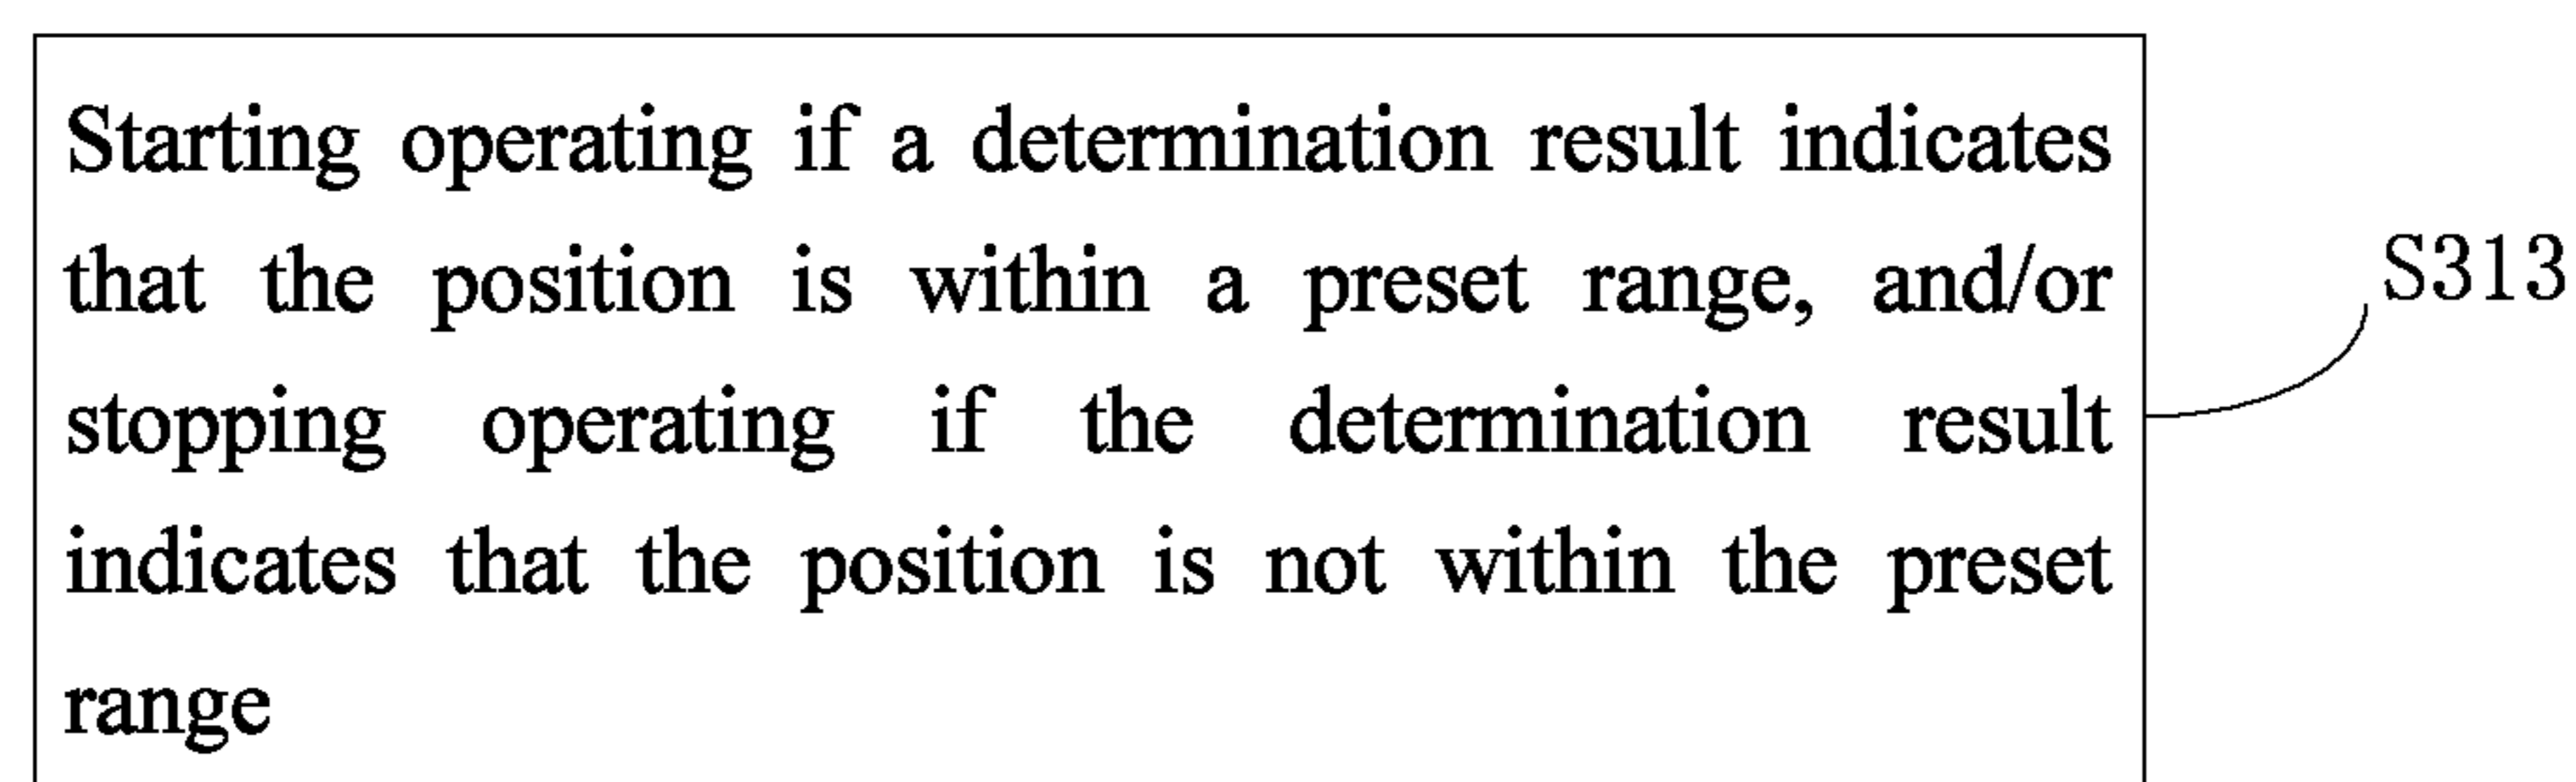 Starting operating if a determination result indicates
that the position is within a preset range, and/or
stopping operating if the determination result
indicates that the position is not within the preset
range
S313